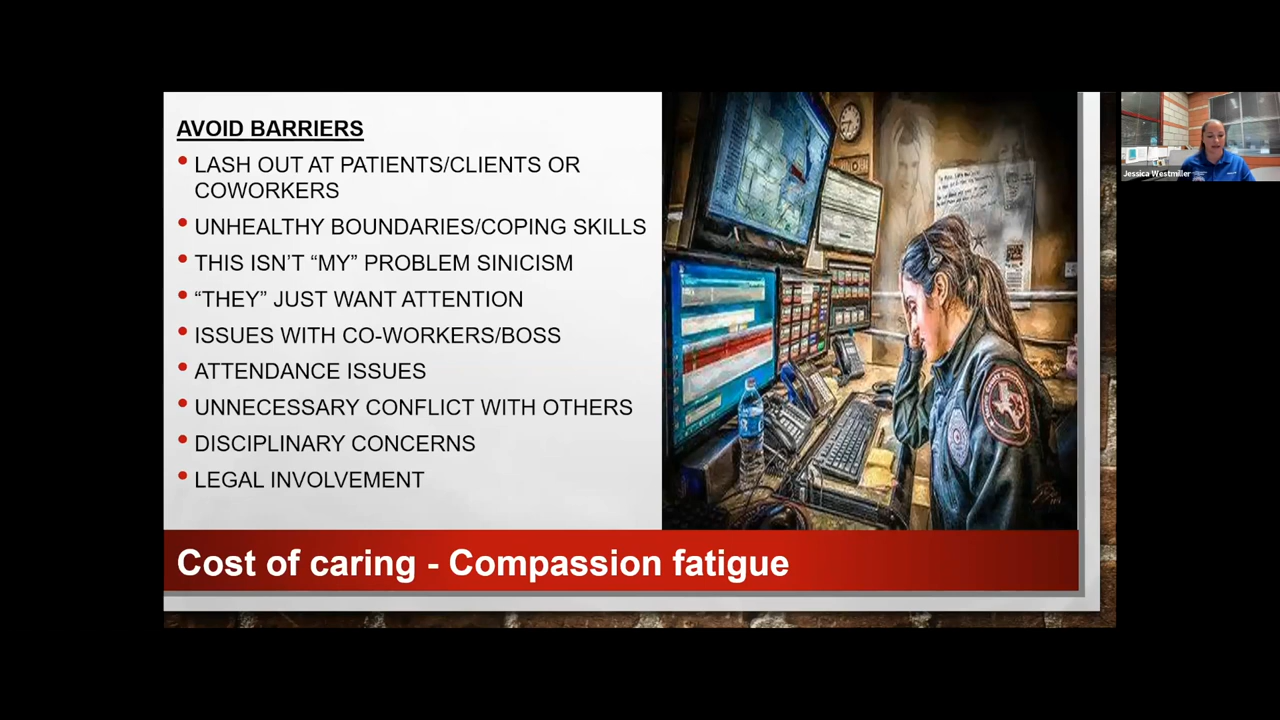 AVOID BARRIERS
• LASH OUT AT PATIENTS/CLIENTS OR
COWORKERS
• UNHEALTHY BOUNDARIES/COPING SKILLS
• THIS ISN’T “MY” PROBLEM SINICISM
• “THEY” JUST WANT ATTENTION
• ISSUES WITH CO-WORKERS/BOSS
• ATTENDANCE ISSUES
• UNNECESSARY CONFLICT WITH OTHERS
• DISCIPLINARY CONCERNS
• LEGAL INVOLVEMENT
Cost of caring - Compassion fatigue
Jessica Westmiller